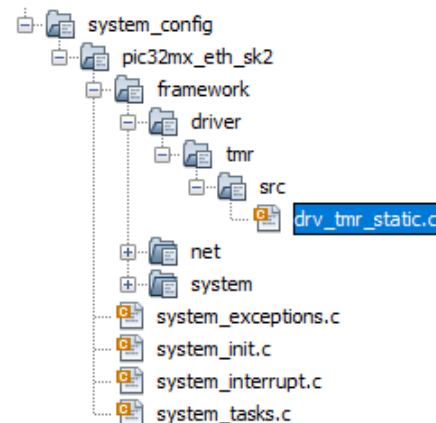 system_config
pic32mx_eth_sk2
framework
driver
tmr
src
drv_tmr_static.c
net
system
system_exceptions.c
system_init.c
system_interrupt.c
system_tasks.c